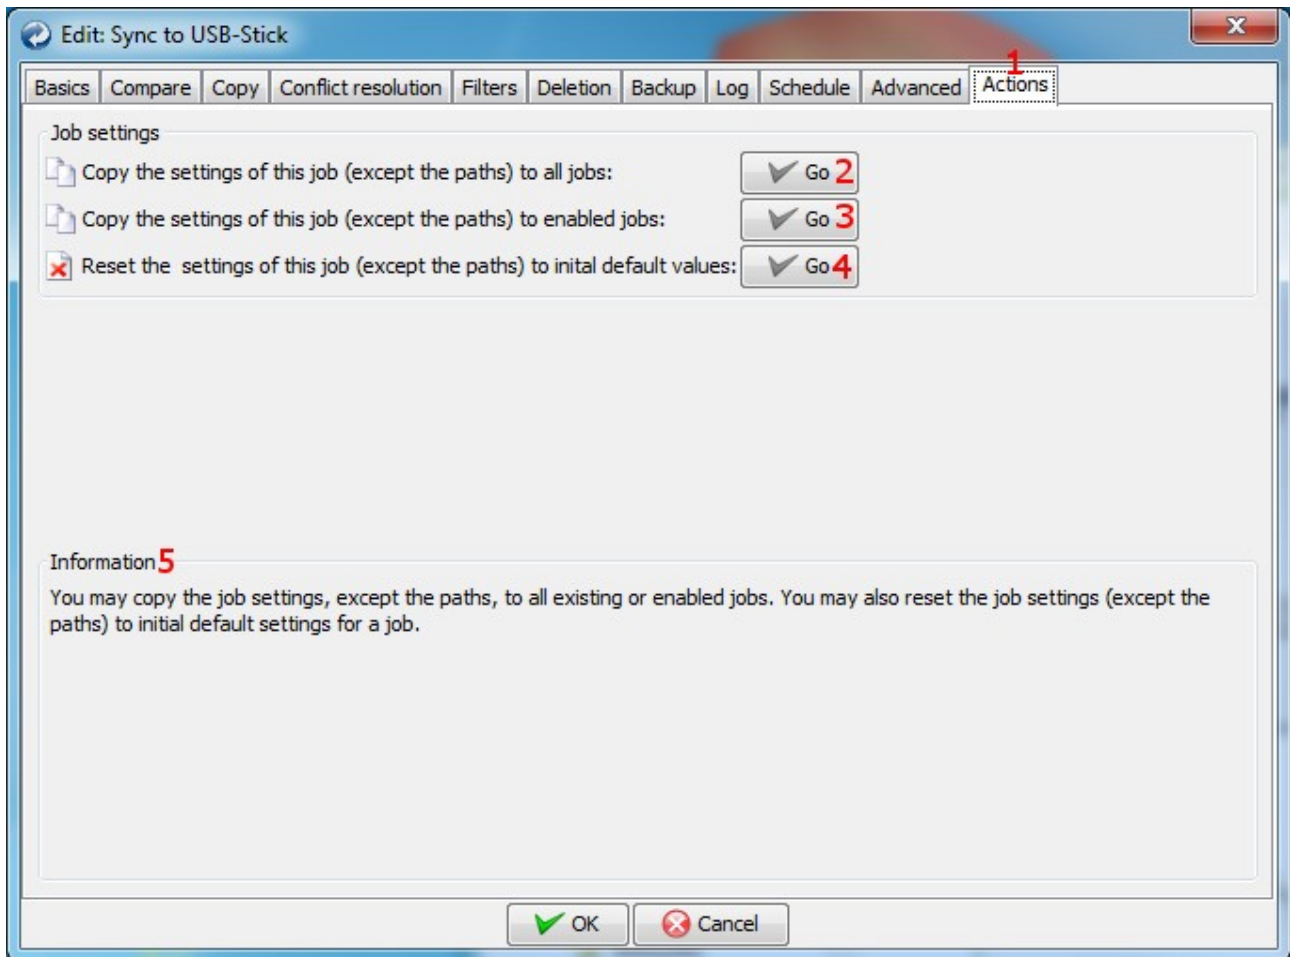 Edit: Sync to USB-Stick
1
Basics Compare Copy Conflict resolution Filters Deletion Backup Log Schedule Advanced Actions
Job settings
Copy the settings of this job (except the paths) to all jobs: Go 2
Copy the settings of this job (except the paths) to enabled jobs: Go 3
Reset the  settings of this job (except the paths) to inital default values: Go 4
Information 5
You may copy the job settings, except the paths, to all existing or enabled jobs. You may also reset the job settings (except the
paths) to initial default settings for a job.
OK Cancel